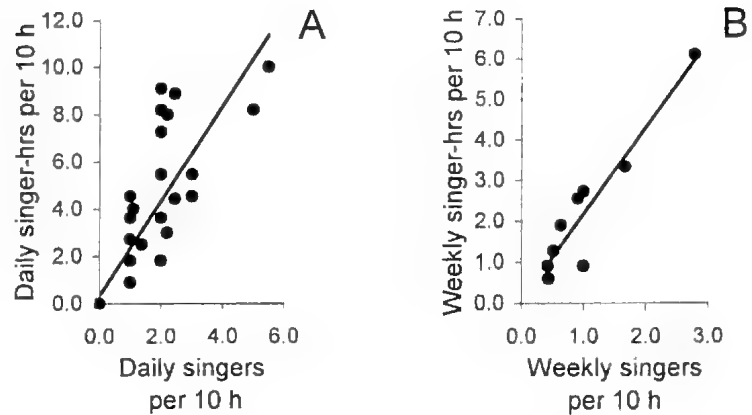 A
Daily singer-hrs per 10 h
12.0
10.0
8.0
6.0
4.0
2.0
0.0
0.0 2.0 4.0 6.0
Daily singers
per 10 h
B
Weekly singer-hrs per 10 h
7.0
6.0
5.0
4.0
3.0
2.0
1.0
0.0
0.0 1.0 2.0 3.0
Weekly singers
per 10 h